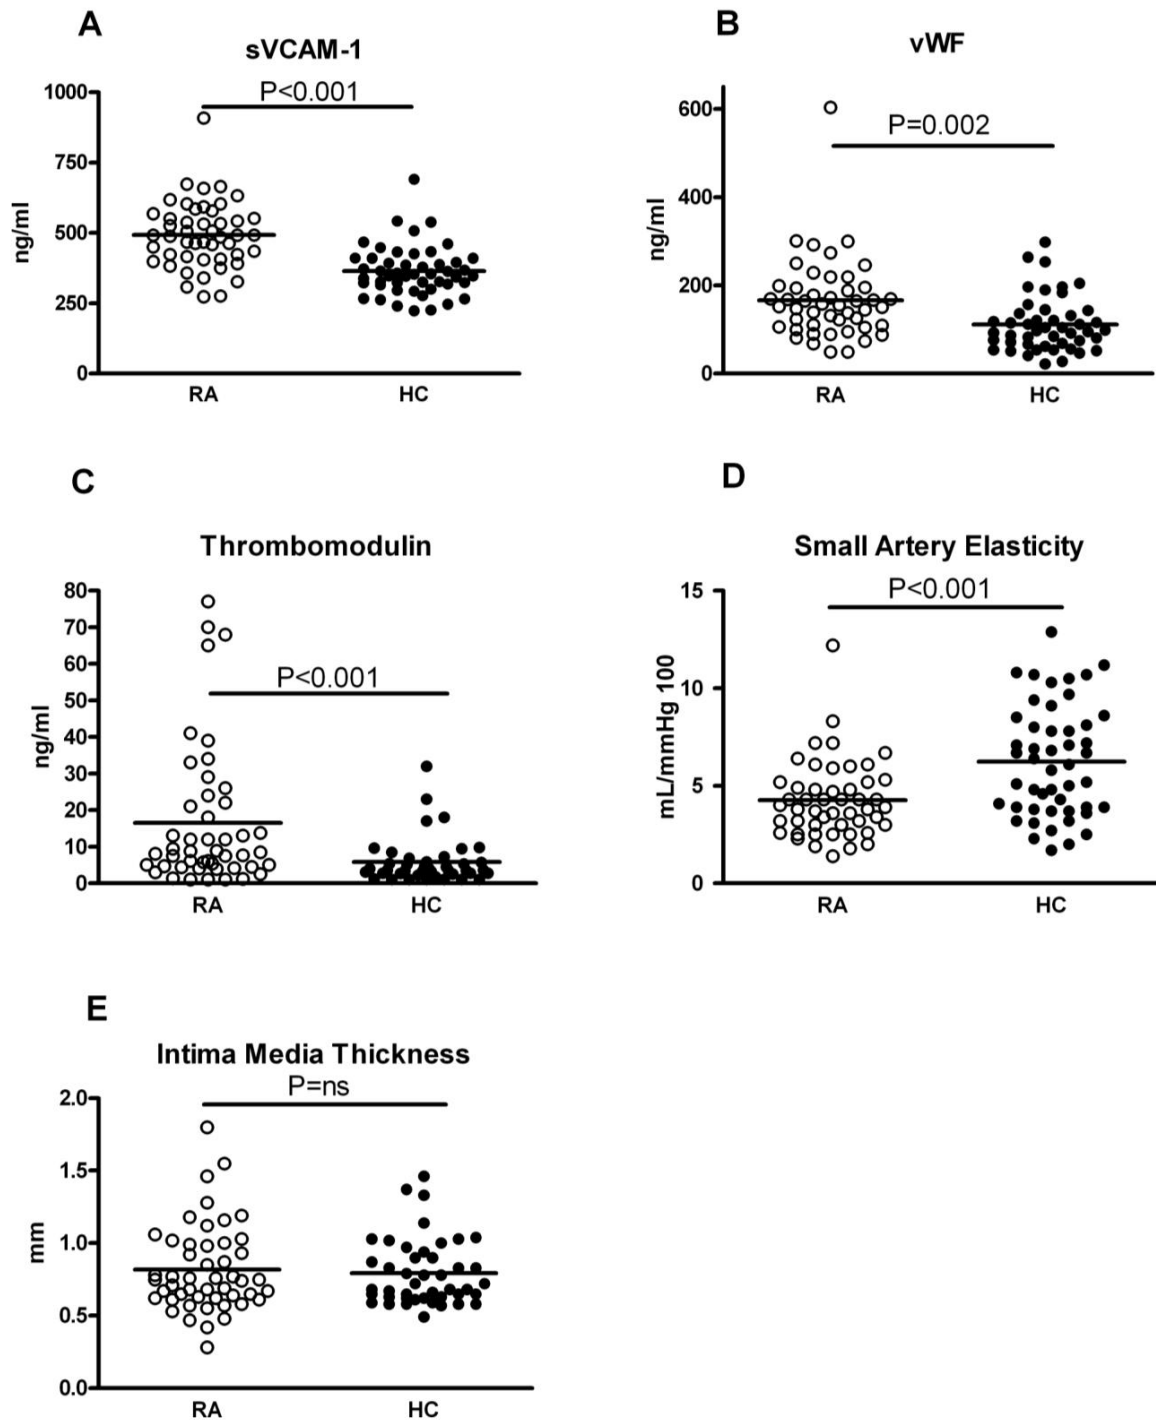 A
sVCAM-1
P<0.001
1000
750
500
250
0
ng/ml
RA HC
B
vWF
P=0.002
600
400
200
0
ng/ml
RA HC
C
Thrombomodulin
P<0.001
80
70
60
50
40
30
20
10
0
ng/ml
RA HC
D
Small Artery Elasticity
P<0.001
15
10
5
0
mL/mmHg 100
RA HC
E
Intima Media Thickness
P=ns
2.0
1.5
1.0
0.5
0.0
mm
RA HC